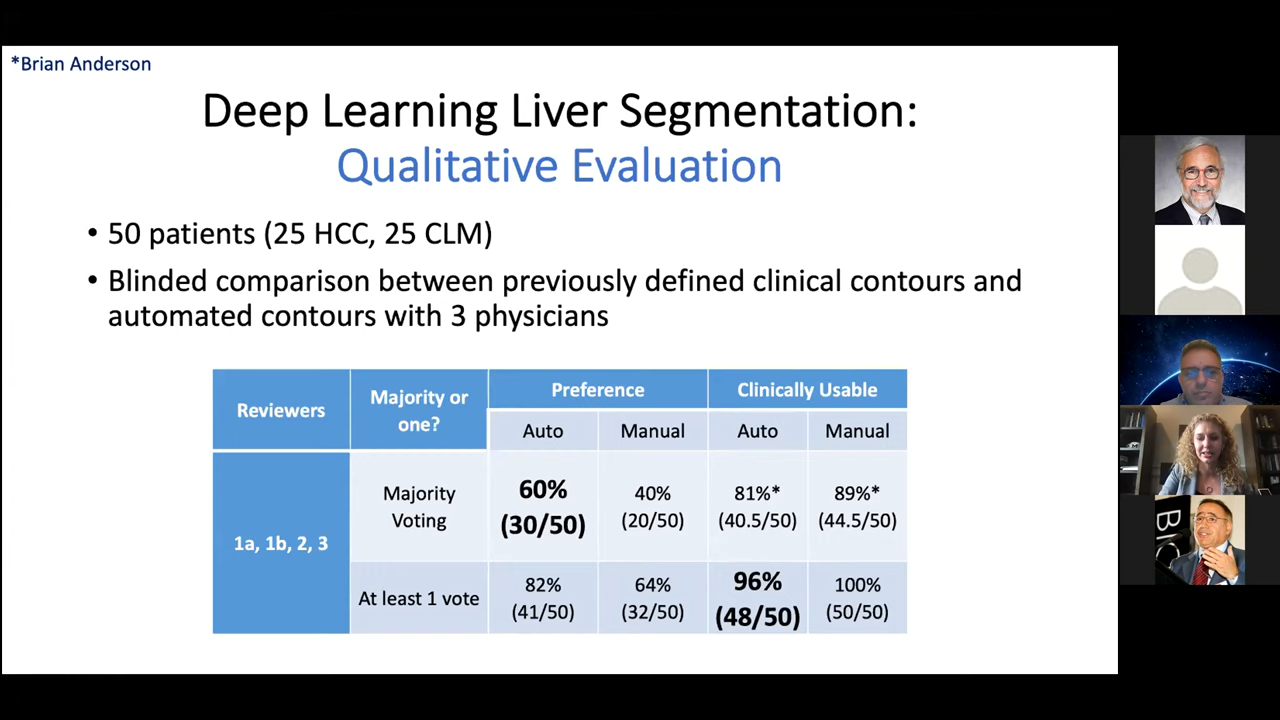 *Brian Anderson
Deep Learning Liver Segmentation:
Qualitative Evaluation
• 50 patients (25 HCC, 25 CLM)
• Blinded comparison between previously defined clinical contours and
automated contours with 3 physicians
Reviewers
Majority or
one?
Preference
Clinically Usable
Auto
Manual
Auto
Manual
1a, 1b, 2, 3
Majority
Voting
60%
(30/50)
40%
(20/50)
81%*
(40.5/50)
89%*
(44.5/50)
At least 1 vote
82%
(41/50)
64%
(32/50)
96%
(48/50)
100%
(50/50)